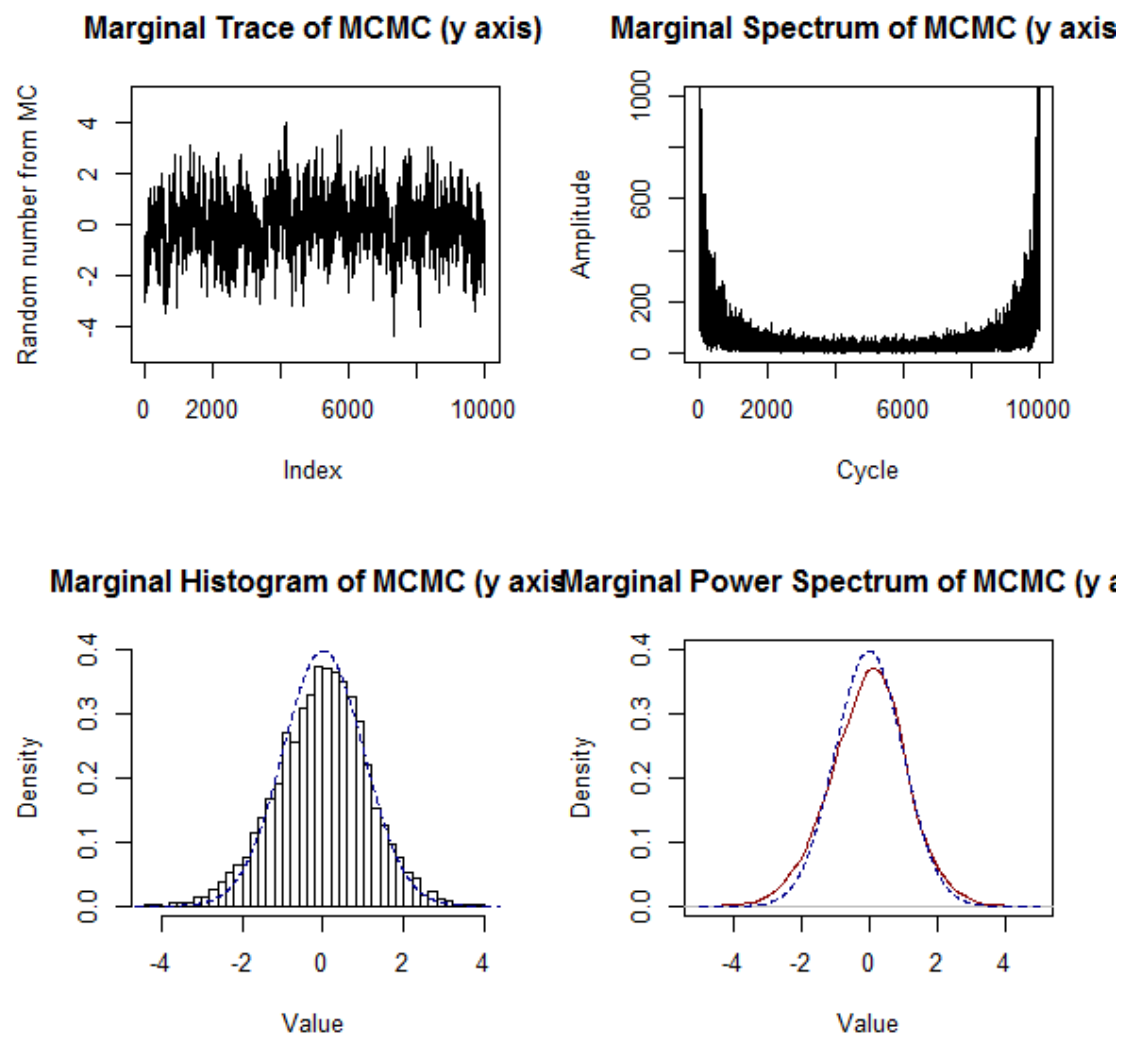 Marginal Trace of MCMC (y axis)
Random number from MC
4
2
0
-2
-4
0 2000 6000 10000
Index
Marginal Spectrum of MCMC (y axis
Amplitude
1000
600
200
0
0 2000 6000 10000
Cycle
Marginal Histogram of MCMC (y axis
Density
0.4
0.3
0.2
0.1
0.0
-4 -2 0 2 4
Value
Marginal Power Spectrum of MCMC (y a
Density
0.4
0.3
0.2
0.1
0.0
-4 -2 0 2 4
Value